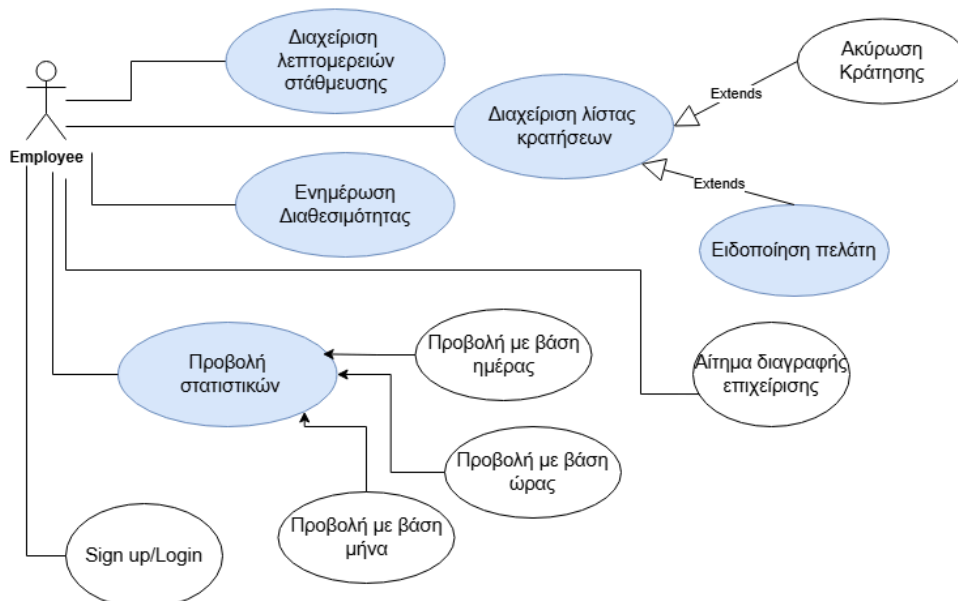 Διαχείριση
λεπτομερειών
στάθμευσης
Ακύρωση
Κράτησης
Extends
Διαχείριση λίστας
κρατήσεων
Employee
Ενημέρωση
Διαθεσιμότητας
Extends
Ειδοποίηση πελάτη
Προβολή
στατιστικών
Προβολή με βάση
ημέρας
Αίτημα διαγραφής
επιχείρισης
Προβολή με βάση
ώρας
Προβολή με βάση
μήνα
Sign up/Login